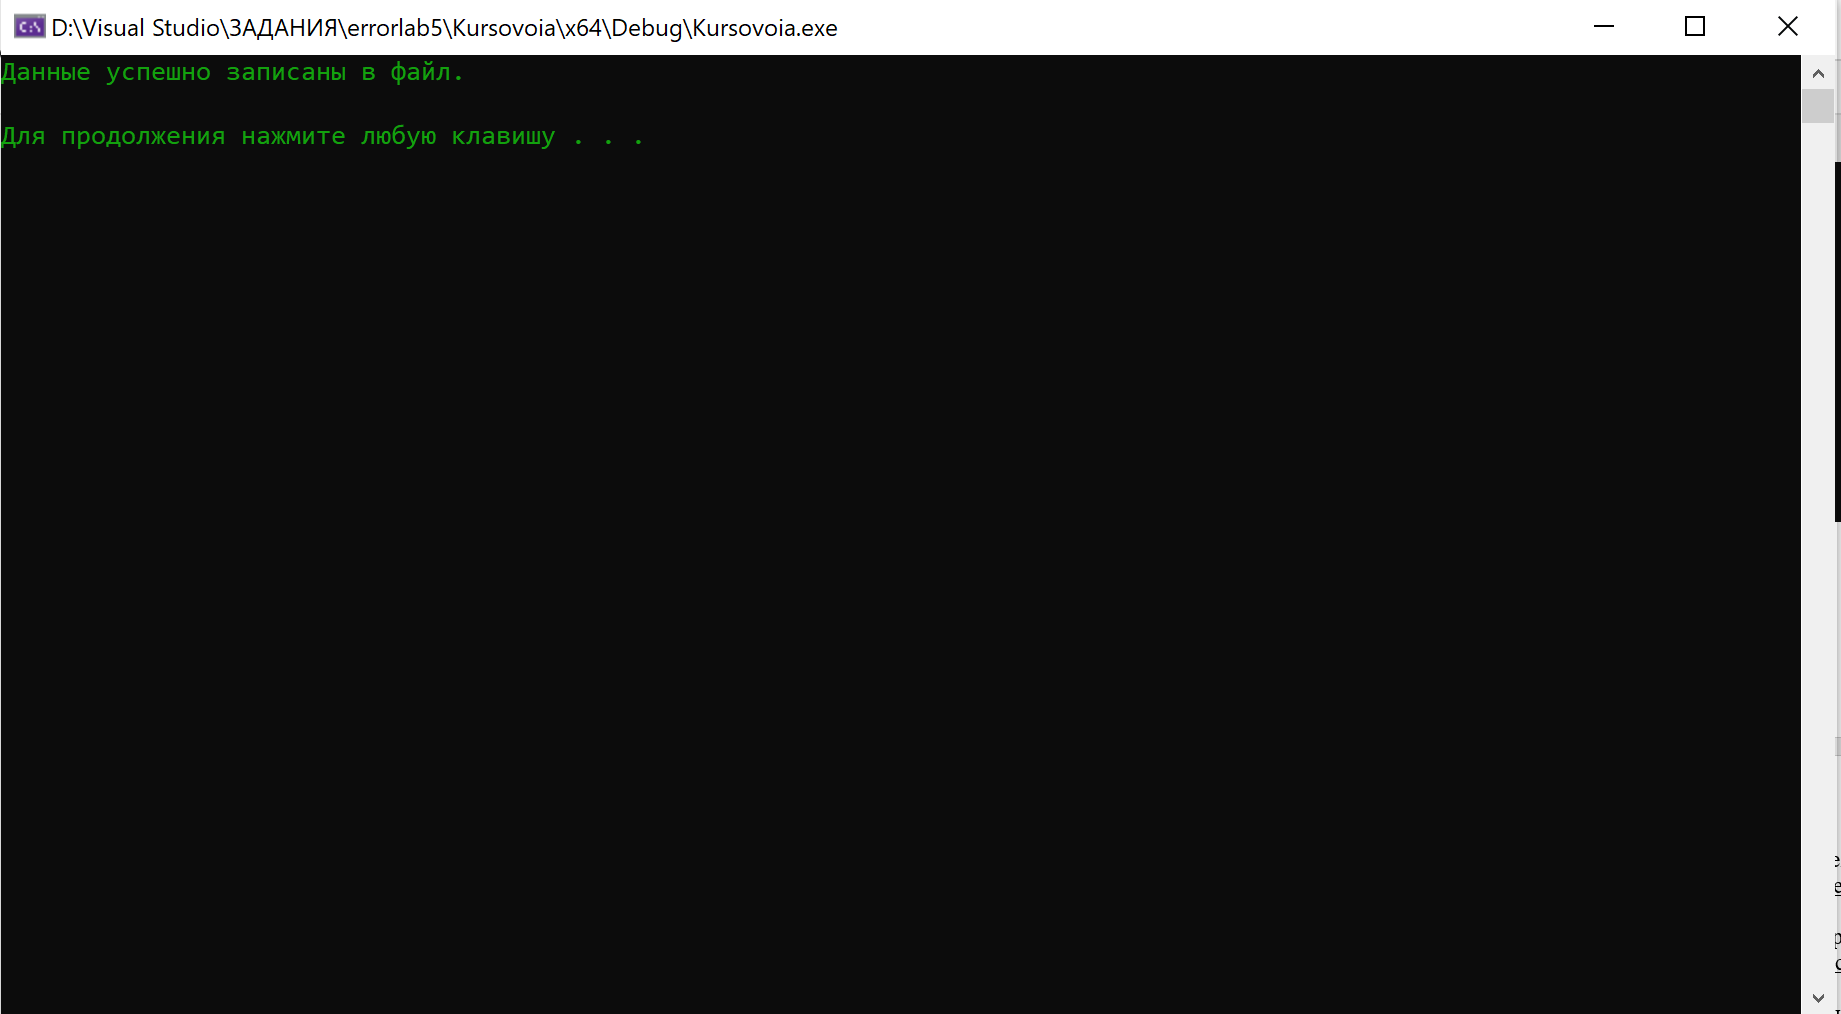 D:\Visual Studio\ЗАДАНИЯ\errorlab5\Kursovoia\x64\Debug\Kursovoia.exe
Данные успешно записаны в файл.
Для продолжения нажмите любую клавишу . . .